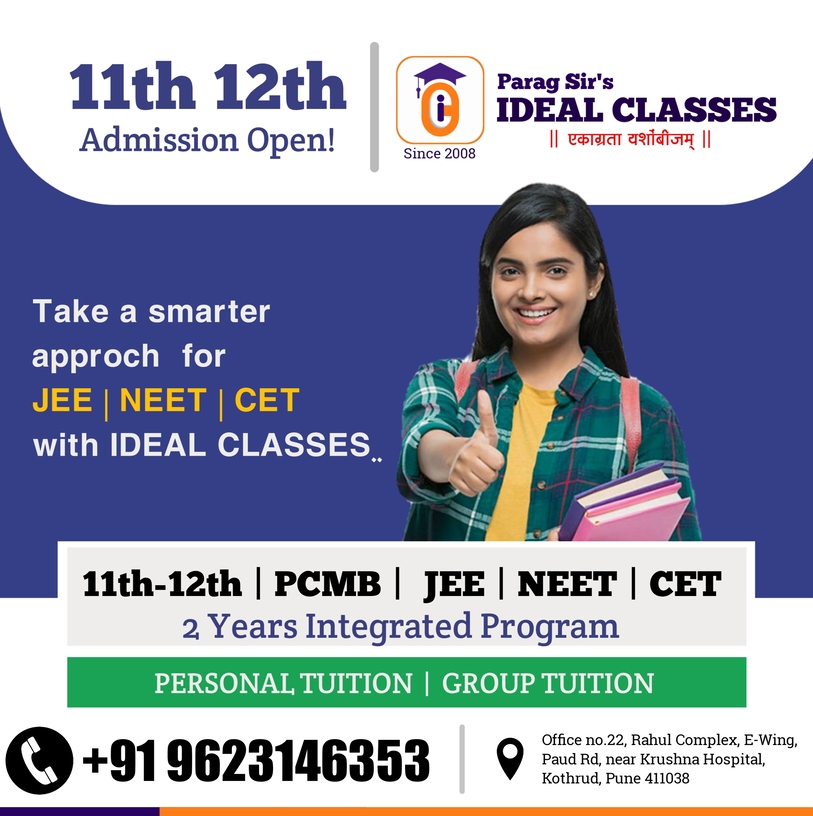 11th 12th
Admission Open!
Parag Sir's
IDEAL CLASSES
|| एकाग्रता यशोंबीजम् ||
Since 2008
Take a smarter
approch for
JEE | NEET | CET
with IDEAL CLASSES..
11th-12th | PCMB | JEE | NEET | CET
2 Years Integrated Program
PERSONAL TUITION | GROUP TUITION
+91 9623146353
Office no.22, Rahul Complex, E-Wing,
Paud Rd, near Krushna Hospital,
Kothrud, Pune 411038